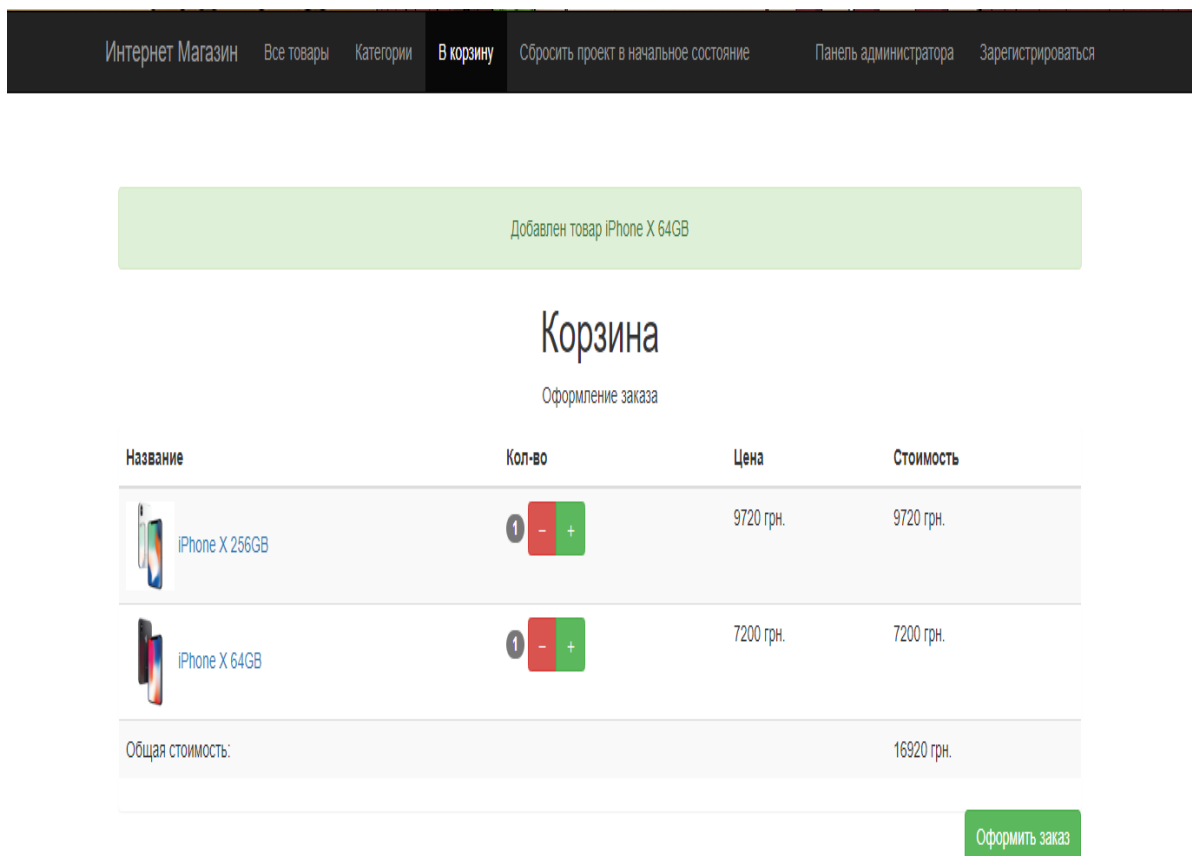 Интернет Магазин Все товары Категории В корзину Сбросить проект в начальное состояние Панель администратора Зарегистрироваться
Добавлен товар iPhone X 64GB
Корзина
Оформление заказа
Название Кол-во Цена Стоимость
iPhone X 256GB 1 − + 9720 грн. 9720 грн.
iPhone X 64GB 1 − + 7200 грн. 7200 грн.
Общая стоимость: 16920 грн.
Оформить заказ